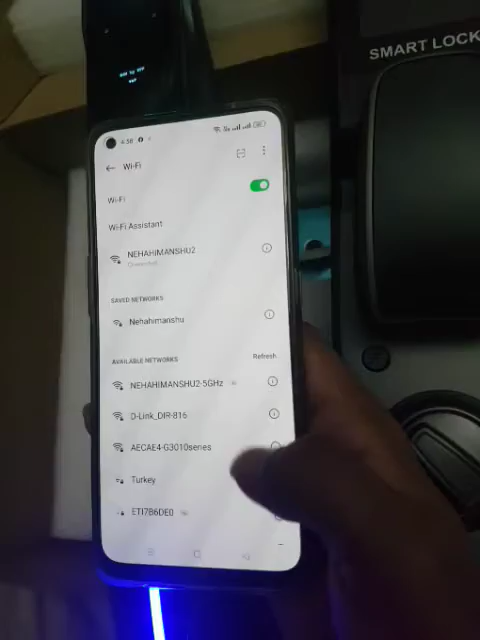 SMART LOCK
4:58
Wi-Fi
Wi-Fi
Wi-Fi Assistant
NEHAHIMANSHU2
Connected
SAVED NETWORKS
Nehahimanshu
AVAILABLE NETWORKS Refresh
NEHAHIMANSHU2-5GHz
D-Link_DIR-816
AECAE4-G3010series
Turkey
ETI7B6DE0